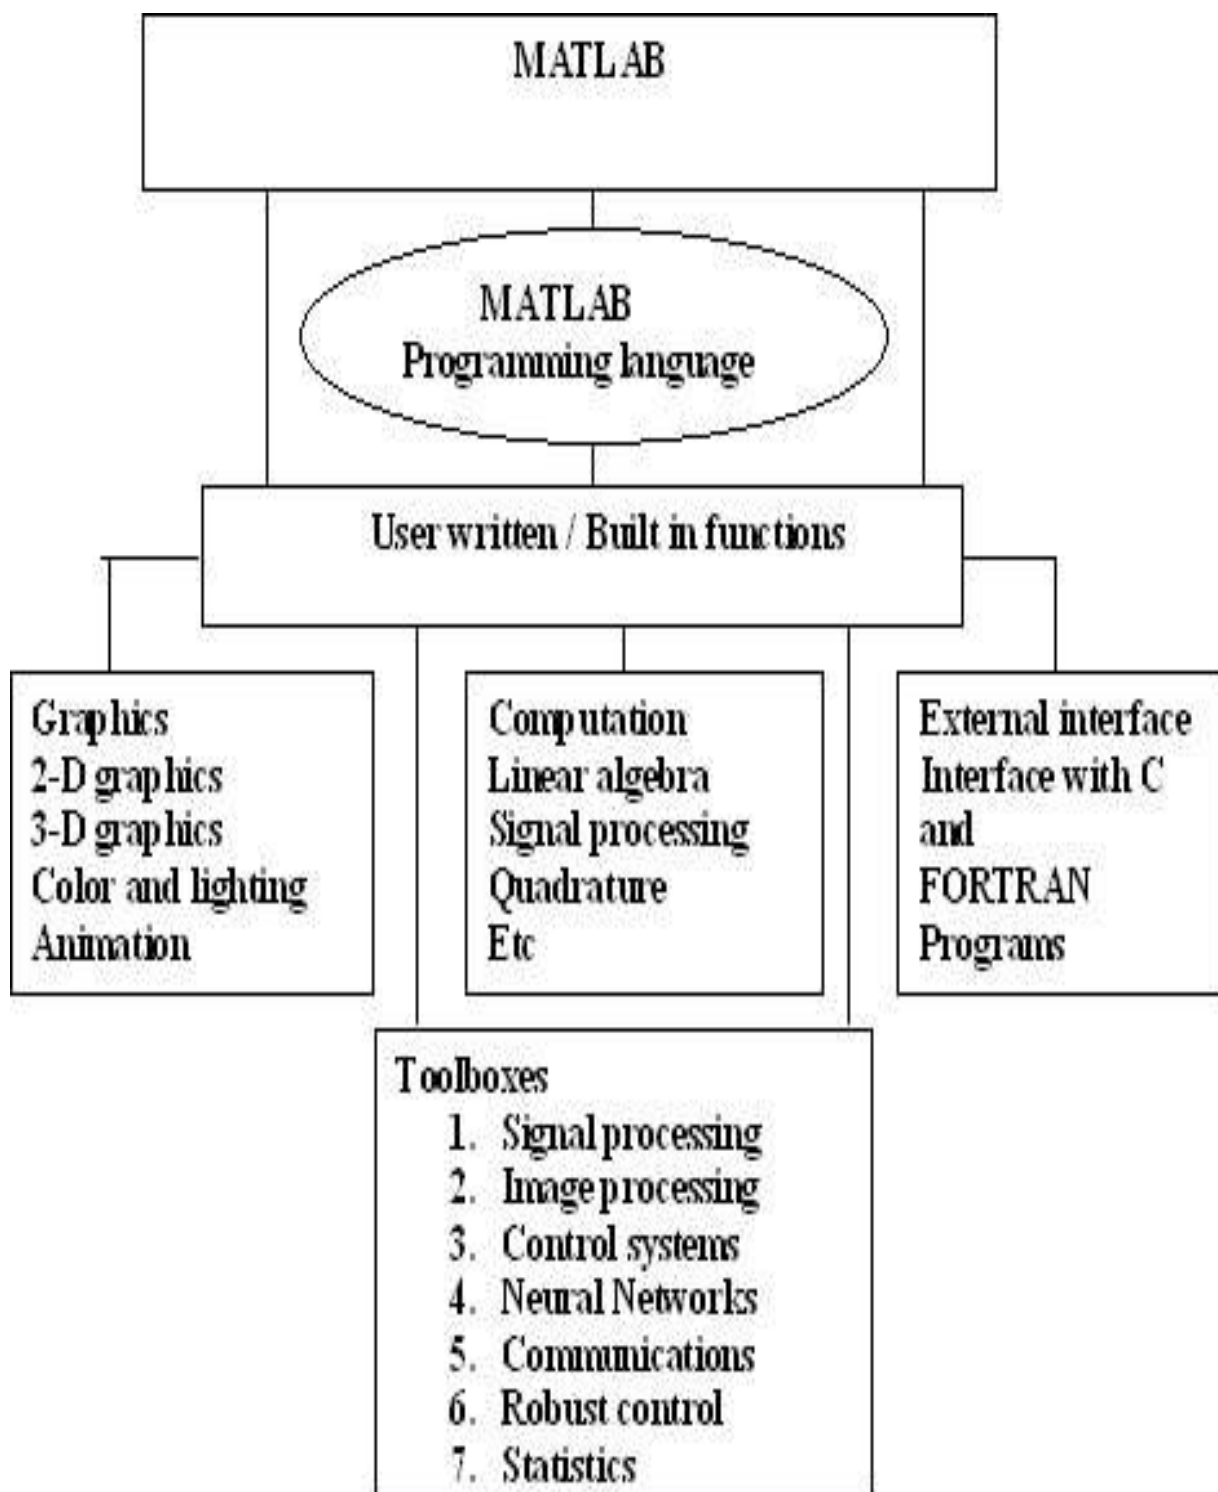 MATLAB
MATLAB
Programming language
User written / Built in functions
Graphics
2-D graphics
3-D graphics
Color and lighting
Animation
Computation
Linear algebra
Signal processing
Quadrature
Etc
External interface
Interface with C
and
FORTRAN
Programs
Toolboxes
1. Signal processing
2. Image processing
3. Control systems
4. Neural Networks
5. Communications
6. Robust control
7. Statistics